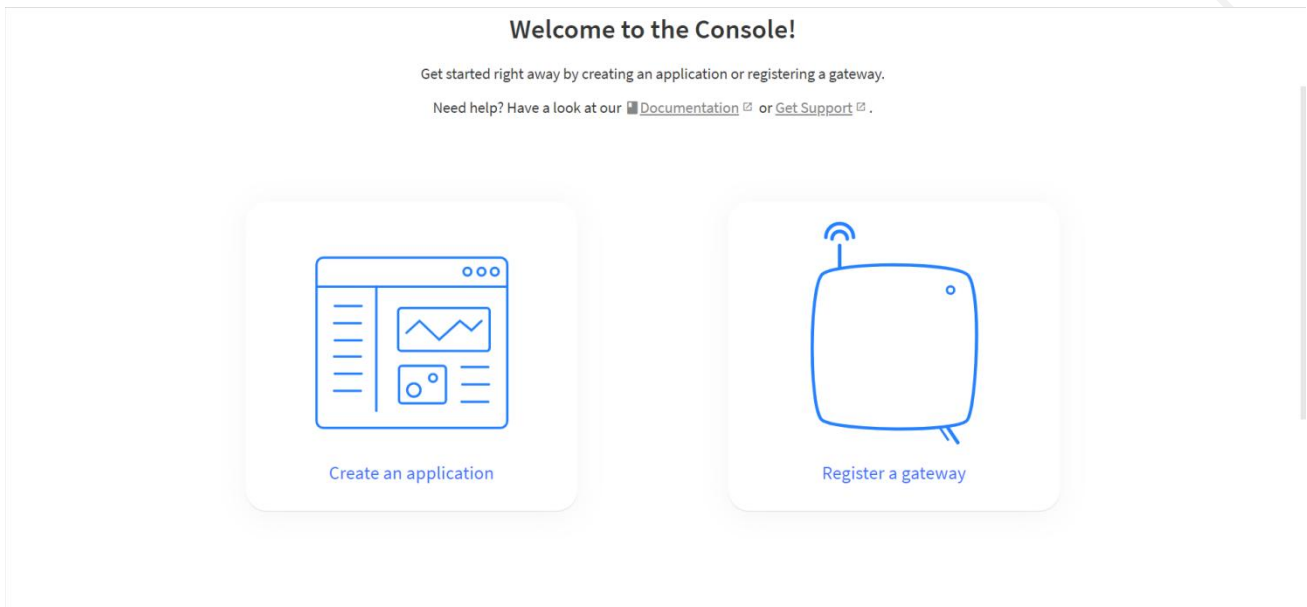 Welcome to the Console!
Get started right away by creating an application or registering a gateway.
Need help? Have a look at our Documentation or Get Support .
Create an application
Register a gateway